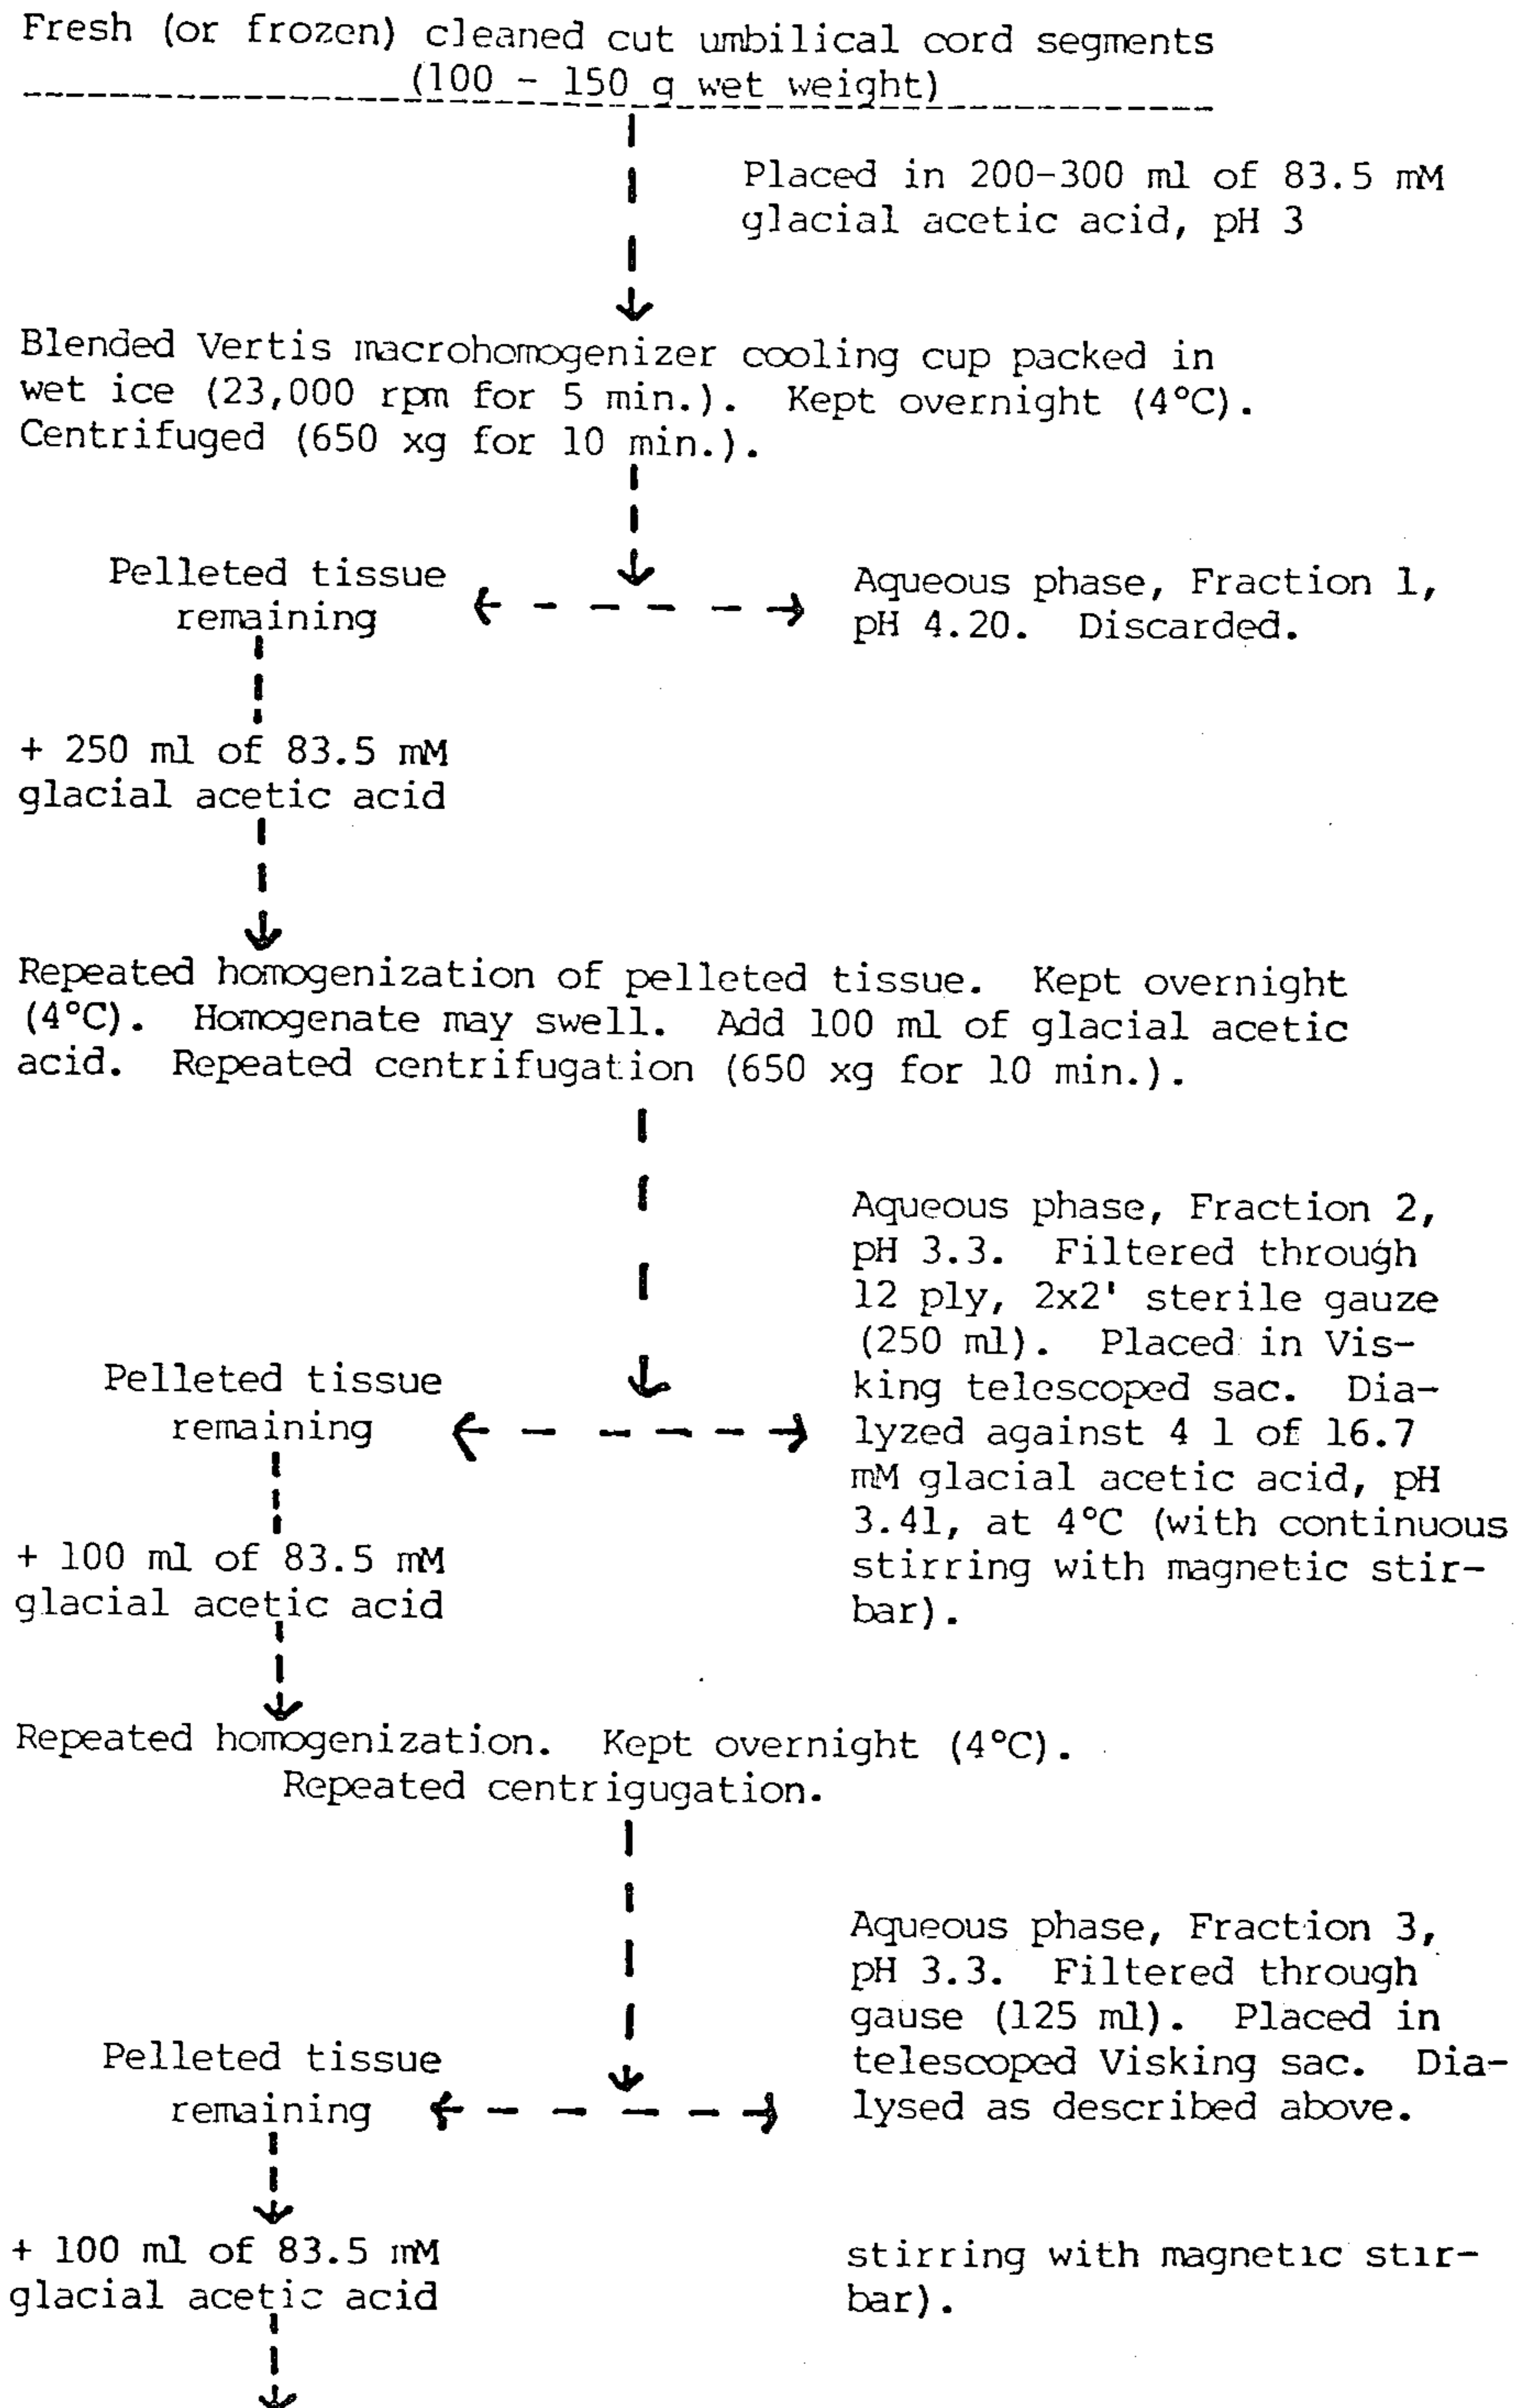 Fresh (or frozen) cleaned cut umbilical cord segments
(100 - 150 g wet weight)
Placed in 200-300 ml of 83.5 mM
glacial acetic acid, pH 3
Blended Vertis macrohomogenizer cooling cup packed in
wet ice (23,000 rpm for 5 min.). Kept overnight (4°C).
Centrifuged (650 xg for 10 min.).
Pelleted tissue
remaining
Aqueous phase, Fraction 1,
pH 4.20. Discarded.
+ 250 ml of 83.5 mM
glacial acetic acid
Repeated homogenization of pelleted tissue. Kept overnight
(4°C). Homogenate may swell. Add 100 ml of glacial acetic
acid. Repeated centrifugation (650 xg for 10 min.).
Pelleted tissue
remaining
Aqueous phase, Fraction 2,
pH 3.3. Filtered through
12 ply, 2x2' sterile gauze
(250 ml). Placed in Vis-
king telescoped sac. Dia-
lyzed against 4 l of 16.7
mM glacial acetic acid, pH
3.41, at 4°C (with continuous
stirring with magnetic stir-
bar).
+ 100 ml of 83.5 mM
glacial acetic acid
Repeated homogenization. Kept overnight (4°C).
Repeated centrigugation.
Pelleted tissue
remaining
Aqueous phase, Fraction 3,
pH 3.3. Filtered through
gause (125 ml). Placed in
telescoped Visking sac. Dia-
lysed as described above.
+ 100 ml of 83.5 mM
glacial acetic acid
stirring with magnetic stir-
bar).